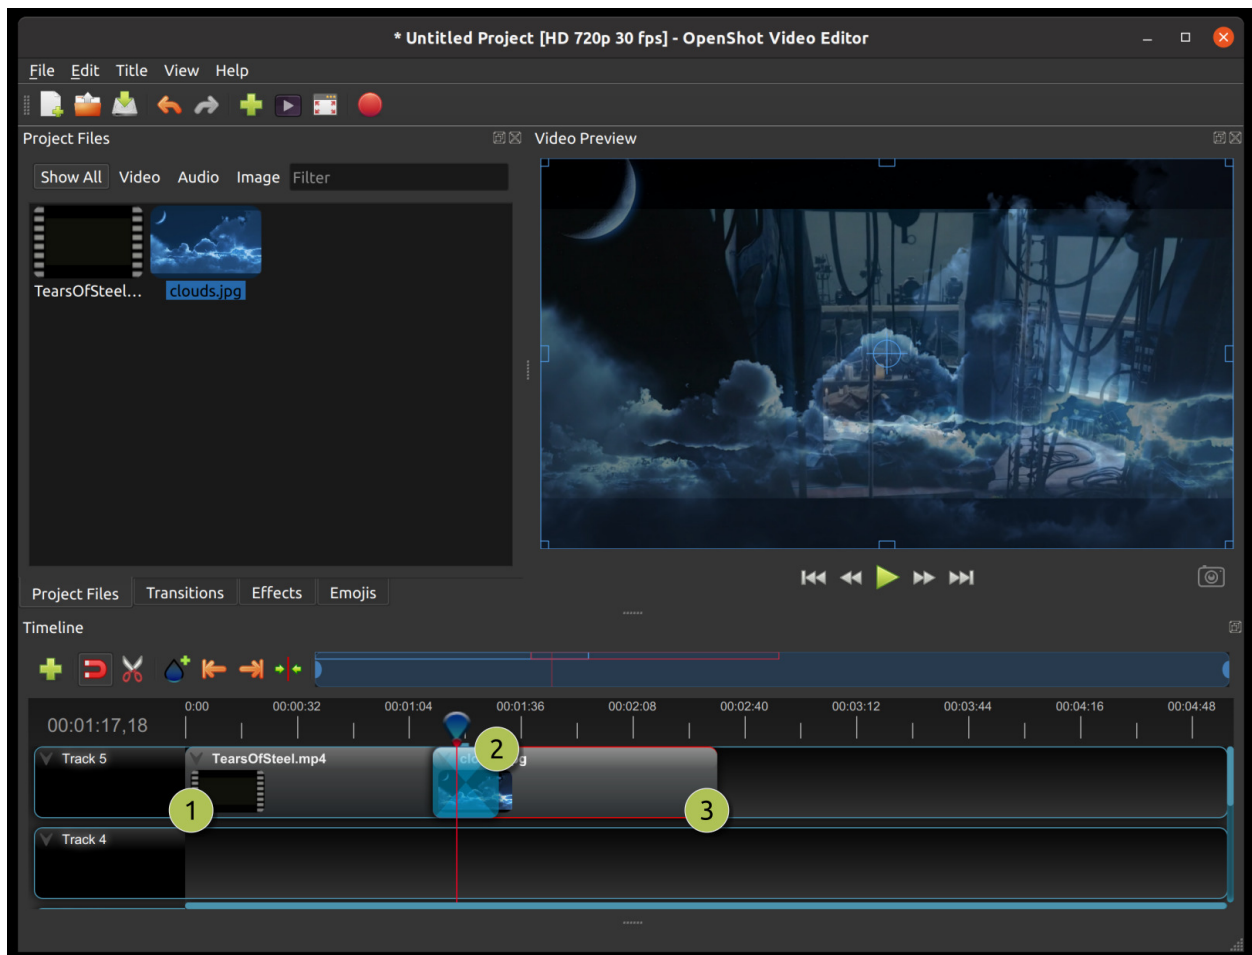 * Untitled Project [HD 720p 30 fps] - OpenShot Video Editor
File Edit Title View Help
Project Files
Video Preview
Show All Video Audio Image Filter
TearsOfSteel... clouds.jpg
Project Files Transitions Effects Emojis
Timeline
0:00 00:00:32 00:01:04 00:01:36 00:02:08 00:02:40 00:03:12 00:03:44 00:04:16 00:04:48
00:01:17,18
2
Track 5 TearsOfSteel.mp4
1
3
Track 4